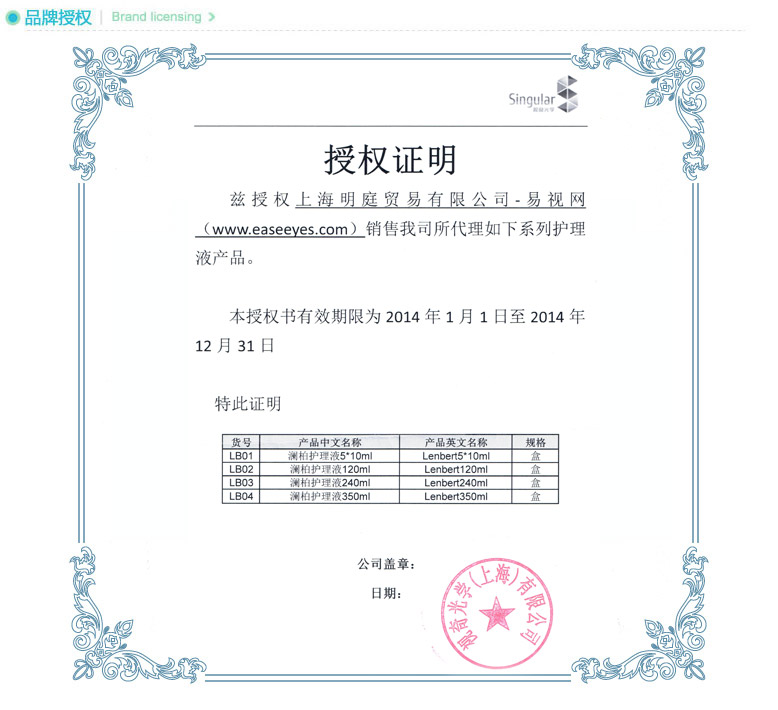 品牌授权 | Brand licensing >
Singular
授权证明
兹授权上海明庭贸易有限公司-易视网
（www.easeeyes.com）销售我司所代理如下系列护理
液产品。
本授权书有效期限为 2014 年 1 月 1 日至 2014 年
12 月 31 日
特此证明
货号 产品中文名称 产品英文名称 规格
LB01 澜柏护理液5*10ml Lenbert5*10ml 盒
LB02 澜柏护理液120ml Lenbert120ml 盒
LB03 澜柏护理液240ml Lenbert240ml 盒
LB04 澜柏护理液350ml Lenbert350ml 盒
公司盖章：
日期：
光学(上海)有限公司